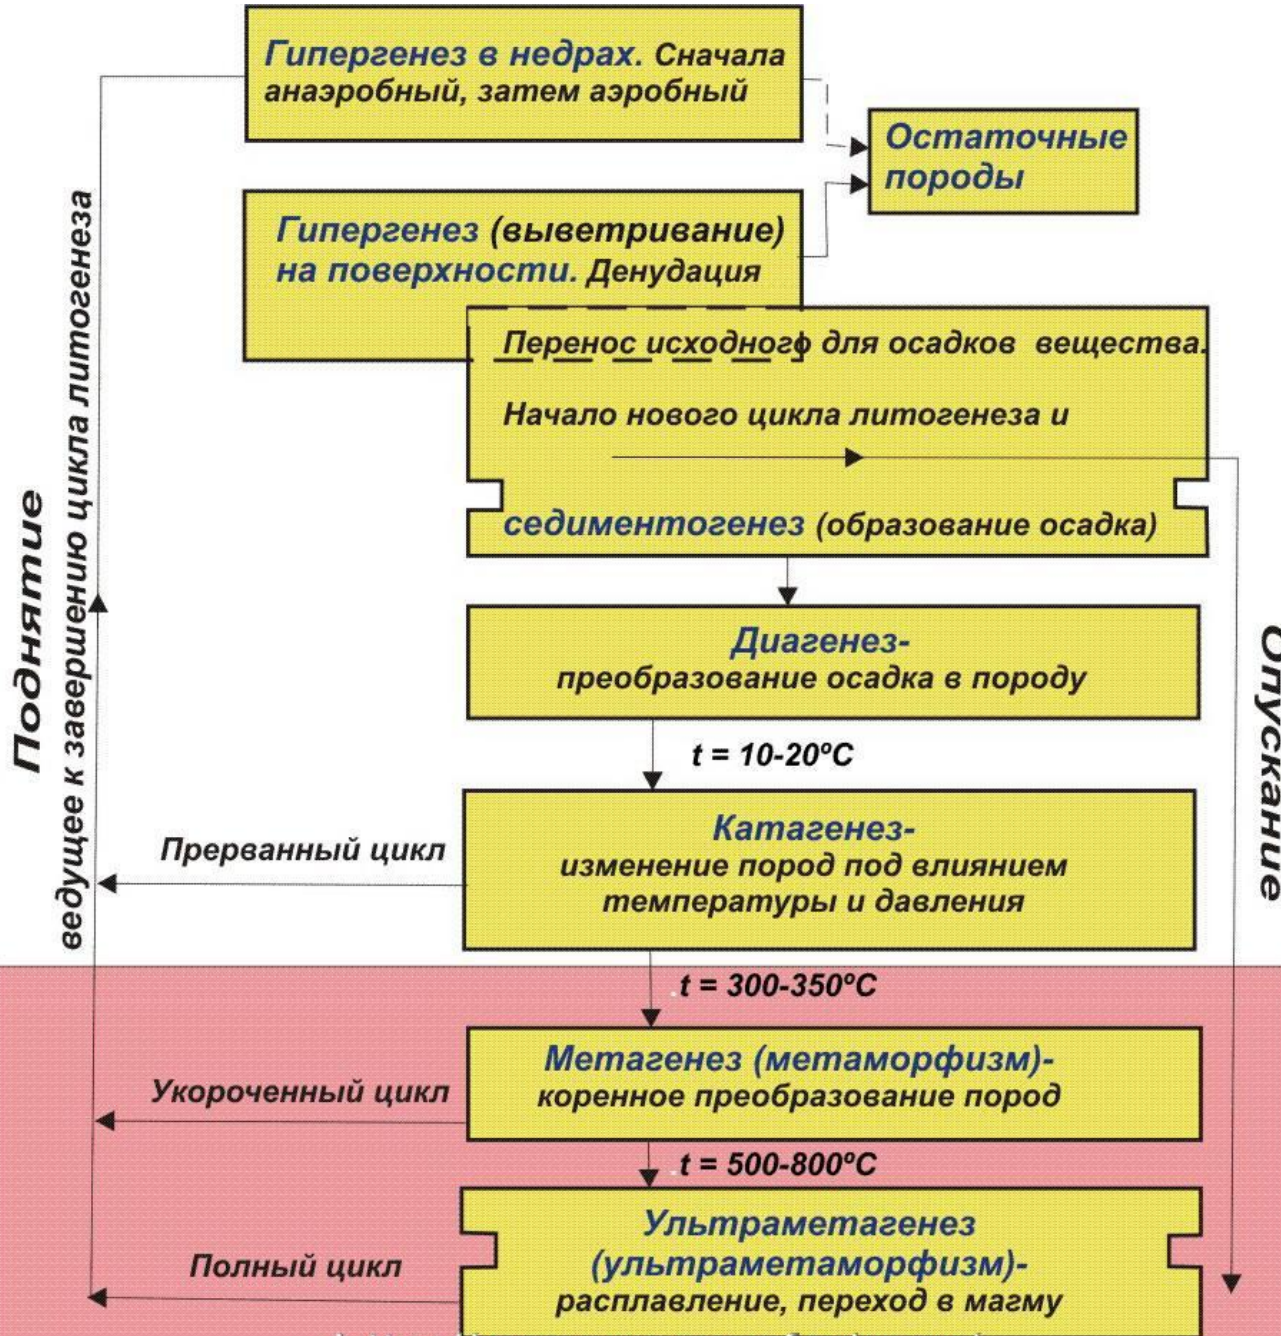 Гипергенез в недрах. Сначала
анаэробный, затем аэробный
Остаточные
породы
Гипергенез (выветривание)
на поверхности. Денудация
Перенос исходного для осадков вещества.
Начало нового цикла литогенеза и
седиментогенез (образование осадка)
Поднятие
ведущее к завершению цикла литогенеза
Опускание
Диагенез-
преобразование осадка в породу
t = 10-20ºC
Катагенез-
изменение пород под влиянием
температуры и давления
Прерванный цикл
.t = 300-350ºC
Метагенез (метаморфизм)-
коренное преобразование пород
Укороченный цикл
.t = 500-800ºC
Ультраметагенез
(ультраметаморфизм)-
расплавление, переход в магму
Полный цикл